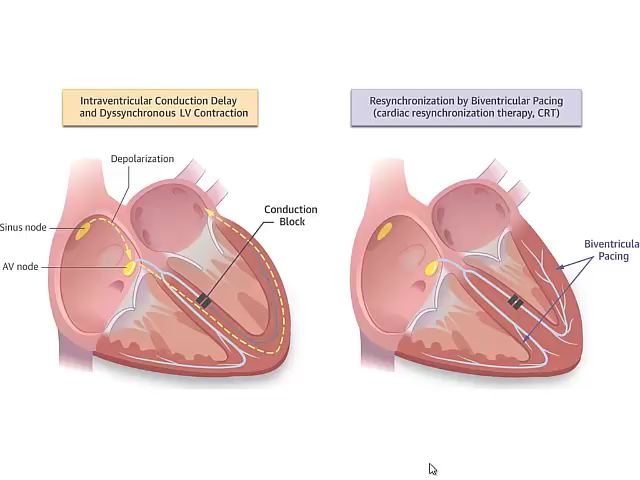 Intraventricular Conduction Delay
and Dyssynchronous LV Contraction
Resynchronization by Biventricular Pacing
(cardiac resynchronization therapy, CRT)
Depolarization
Sinus node
AV node
Conduction
Block
Biventricula
Pacing